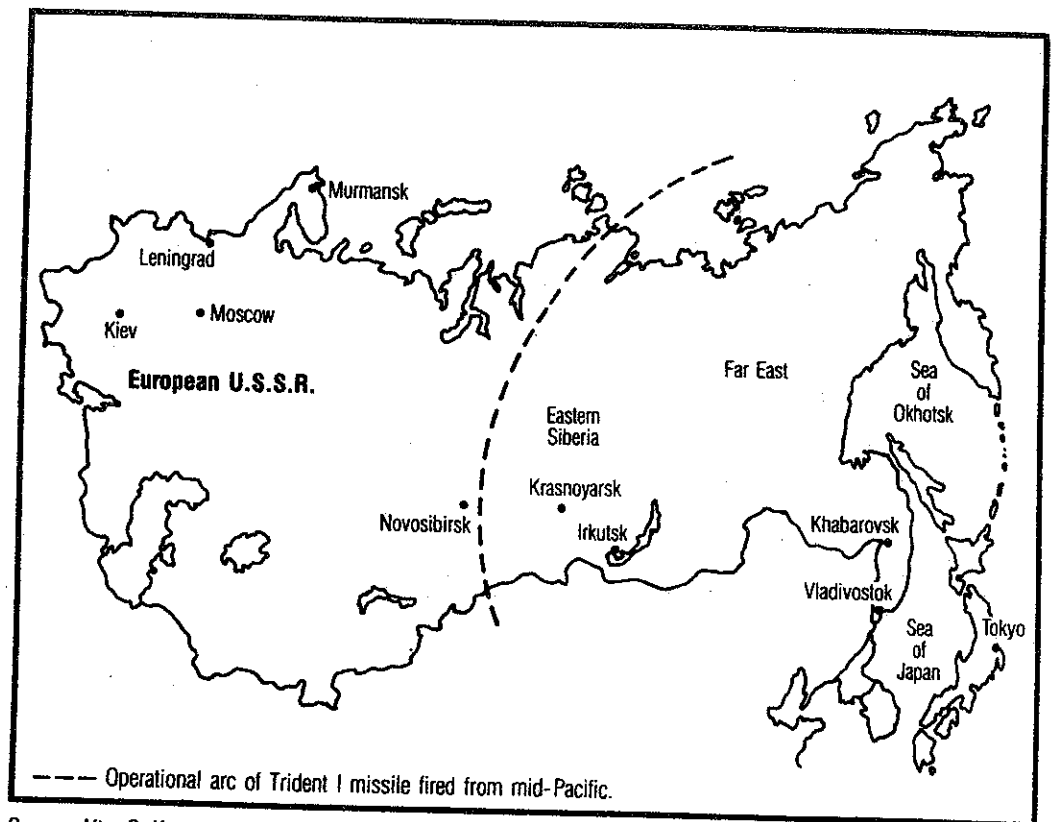 Murmansk
Leningrad
Kiev
Moscow
European U.S.S.R.
Far East
Sea
of
Okhotsk
Eastern
Siberia
Krasnoyarsk
Novosibirsk
Irkutsk
Khabarovsk
Vladivostok
Sea
of
Japan
Tokyo
Operational arc of Trident I missile fired from mid-Pacific.